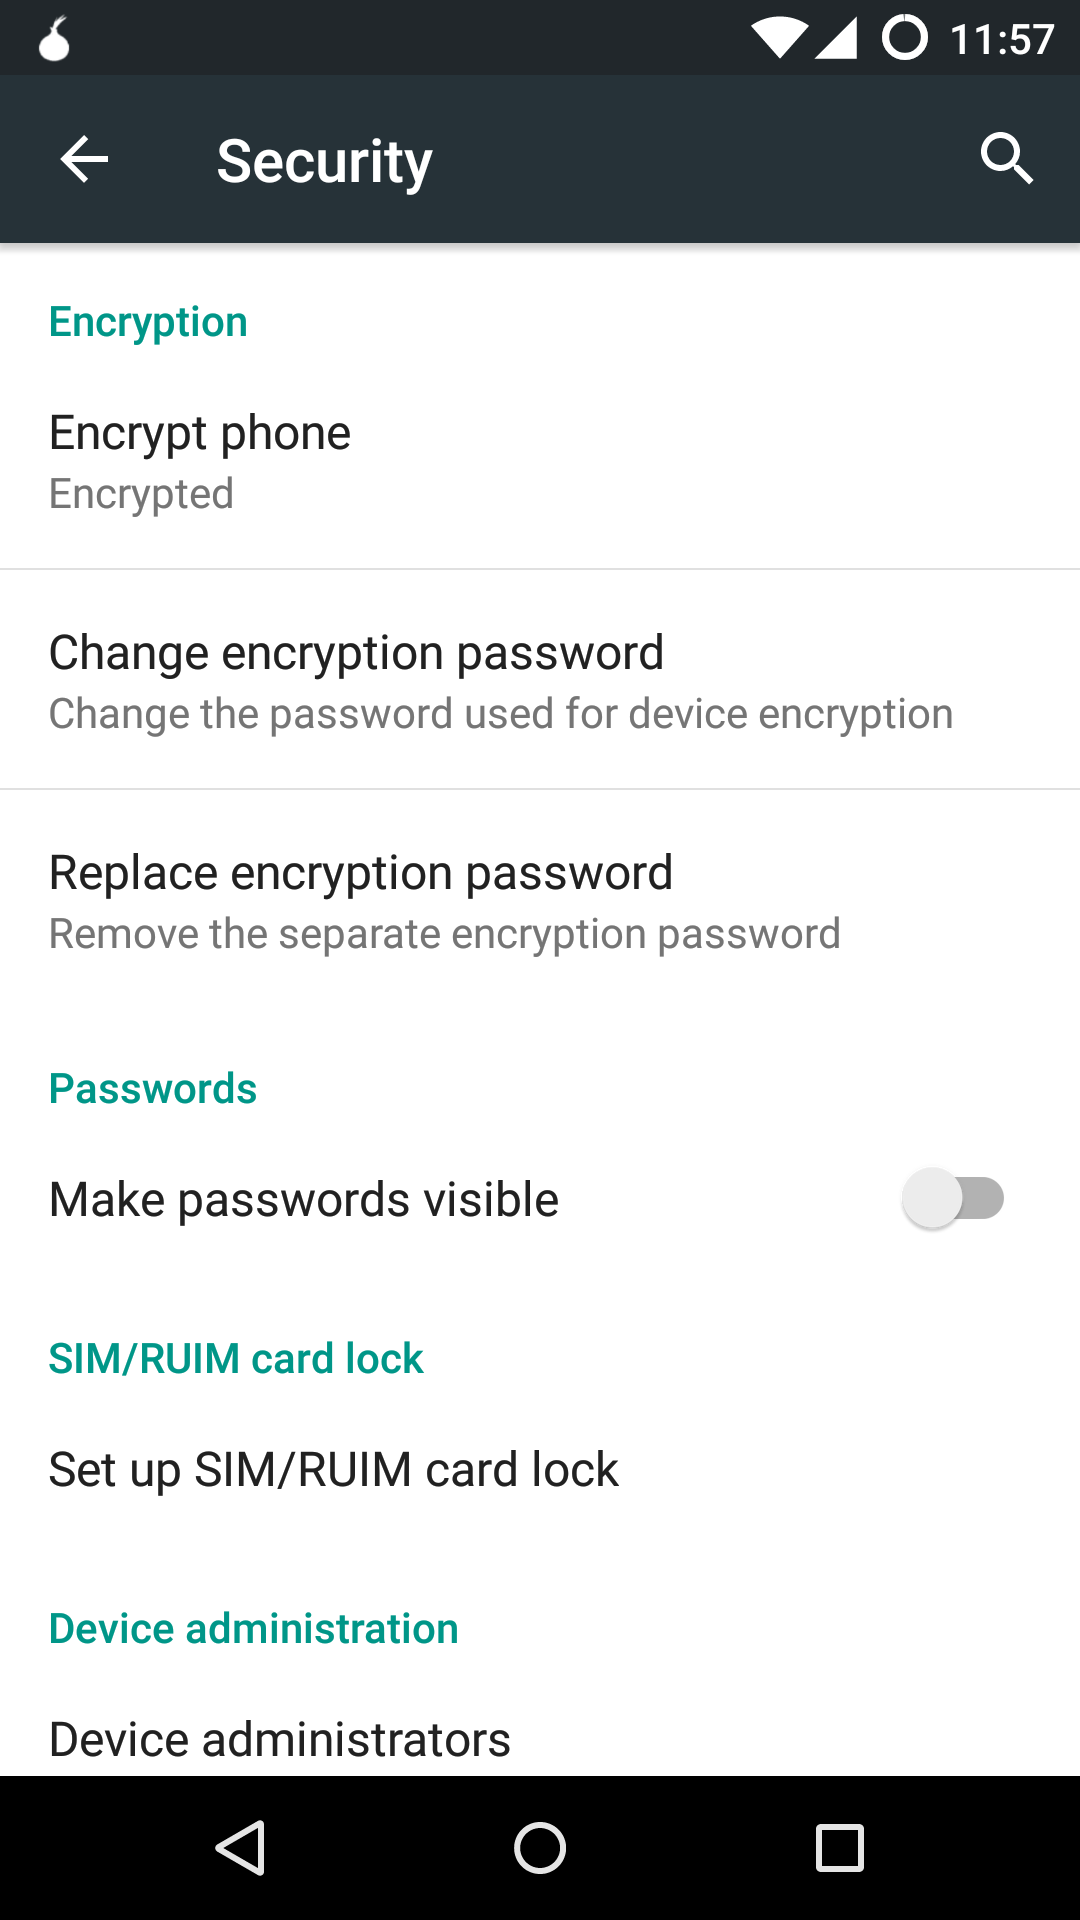 11:57
Security
Encryption
Encrypt phone
Encrypted
Change encryption password
Change the password used for device encryption
Replace encryption password
Remove the separate encryption password
Passwords
Make passwords visible
SIM/RUIM card lock
Set up SIM/RUIM card lock
Device administration
Device administrators